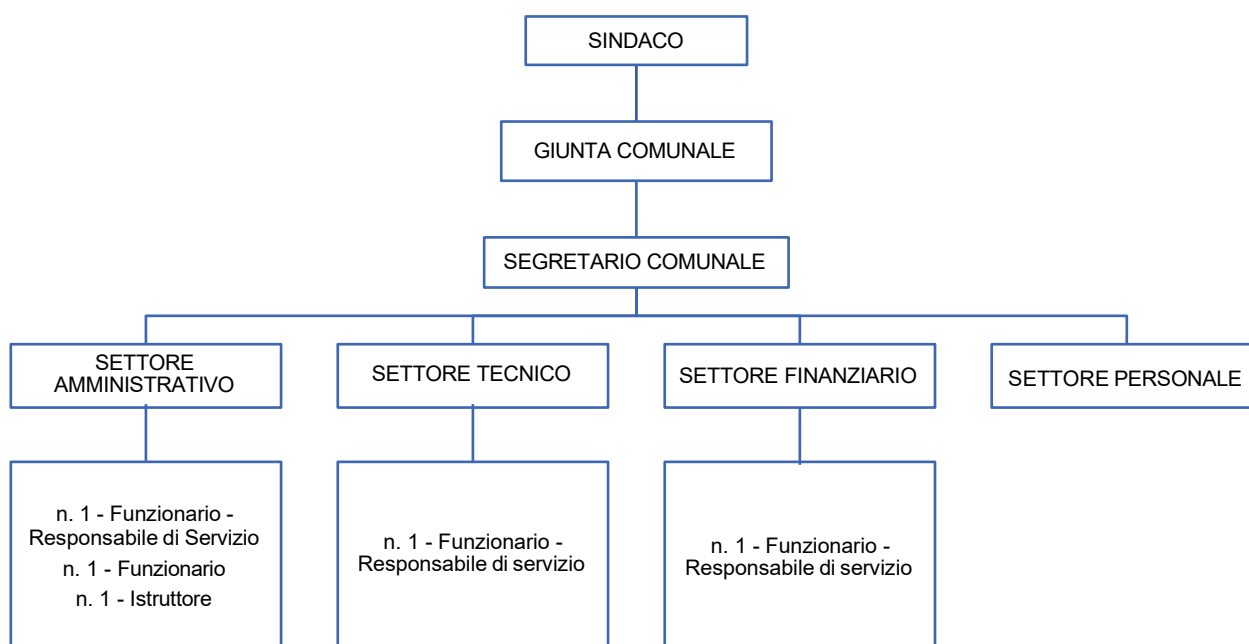 SINDACO
GIUNTA COMUNALE
SEGRETARIO COMUNALE
SETTORE
AMMINISTRATIVO
SETTORE TECNICO
SETTORE FINANZIARIO
SETTORE PERSONALE
n. 1 - Funzionario -
Responsabile di Servizio
n. 1 - Funzionario
n. 1 - Istruttore
n. 1 - Funzionario -
Responsabile di servizio
n. 1 - Funzionario -
Responsabile di servizio